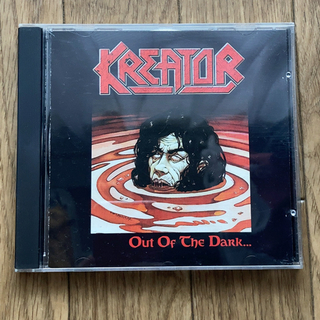 KREATOR
Out Of The Dark...